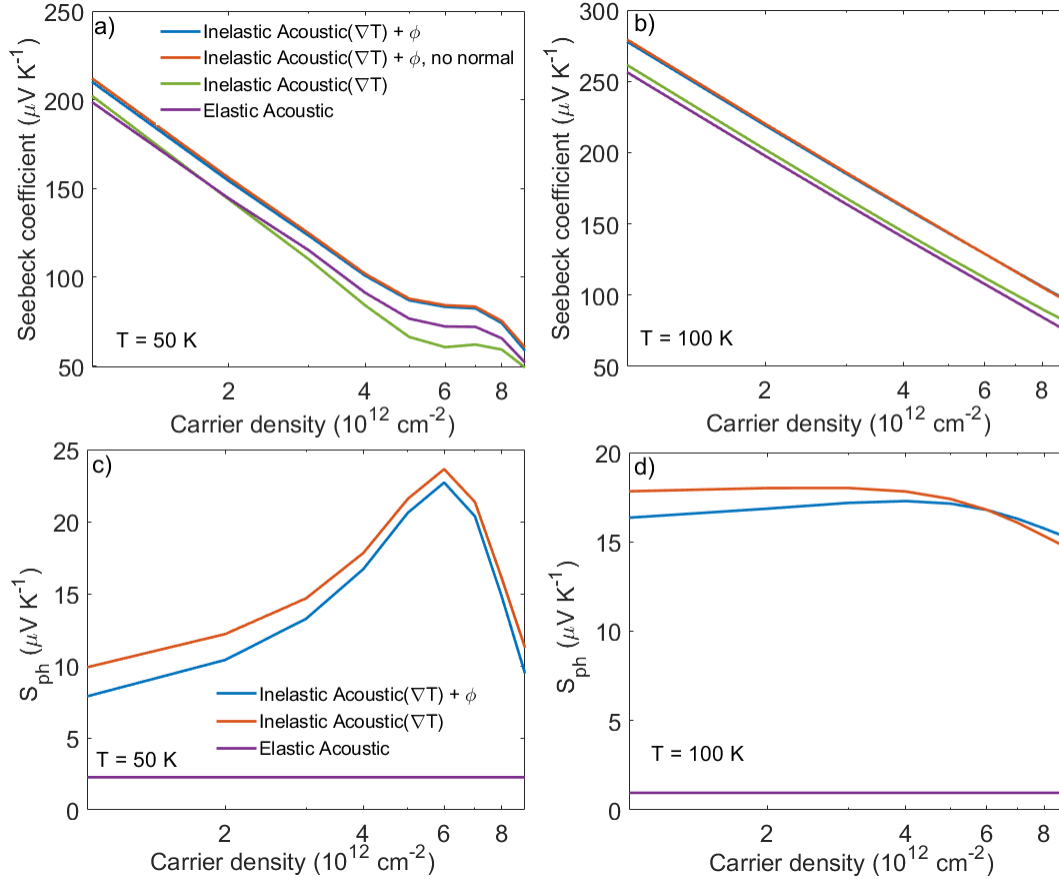 a)
Inelastic Acoustic(∇T) + ϕ
Inelastic Acoustic(∇T) + ϕ, no normal
Inelastic Acoustic(∇T)
Elastic Acoustic
250
200
150
100
50
Seebeck coefficient (μV K⁻¹)
T = 50 K
2
4
6
8
Carrier density (10¹² cm⁻²)
b)
300
250
200
150
100
50
Seebeck coefficient (μV K⁻¹)
T = 100 K
2
4
6
8
Carrier density (10¹² cm⁻²)
c)
25
20
15
10
5
0
S_ph (μV K⁻¹)
Inelastic Acoustic(∇T) + ϕ
Inelastic Acoustic(∇T)
Elastic Acoustic
T = 50 K
2
4
6
8
Carrier density (10¹² cm⁻²)
d)
20
15
10
5
0
S_ph (μV K⁻¹)
T = 100 K
2
4
6
8
Carrier density (10¹² cm⁻²)